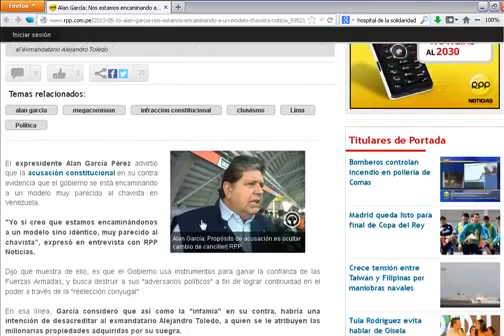 Firefox
Alan García: Nos estamos encaminando a ...
www.rpp.com.pe/2013-05-16-alan-garcia-nos-estamos-encaminando-a-un-modelo-chavista-noticia_
hospital de la solidaridad
Iniciar sesión
el exmandatario Alejandro Toledo
NOTICIAS
AL 2030
RPP
NOTICIAS
Temas relacionados:
alan garcia
megacomision
infraccion constitucional
chavismo
Lima
Politica
El expresidente Alan García Pérez advirtió
que la acusación constitucional en su contra
evidencia que el gobierno se está encaminando
a un modelo muy parecido al chavista en
Venezuela.
"Yo sí creo que estamos encaminándonos a
un modelo sino idéntico, muy parecido al
chavista", expresó en entrevista con RPP
Noticias.
Alan García: Propósito de acusación es ocultar
cambio de canciller| RPP
Dijo que muestra de ello, es que el Gobierno usa instrumentos para ganar la confianza de las
Fuerzas Armadas, y busca destruir a sus "adversarios políticos" a fin de lograr continuidad en
el poder a través de la "reelección conyugal"
En esa línea, García consideró que así como la "infamia" en su contra, habría una
intención de desacreditar al exmandatario Alejandro Toledo, a quien se le atribuyen las
millonarias propiedades adquiridas por su suegra.
Titulares de Portada
Bomberos controlan
incendio en pollería de
Comas
Madrid queda listo para
final de Copa del Rey
Crece tensión entre
Taiwán y Filipinas por
maniobras navales
Tula Rodríguez evita
hablar de Gisela